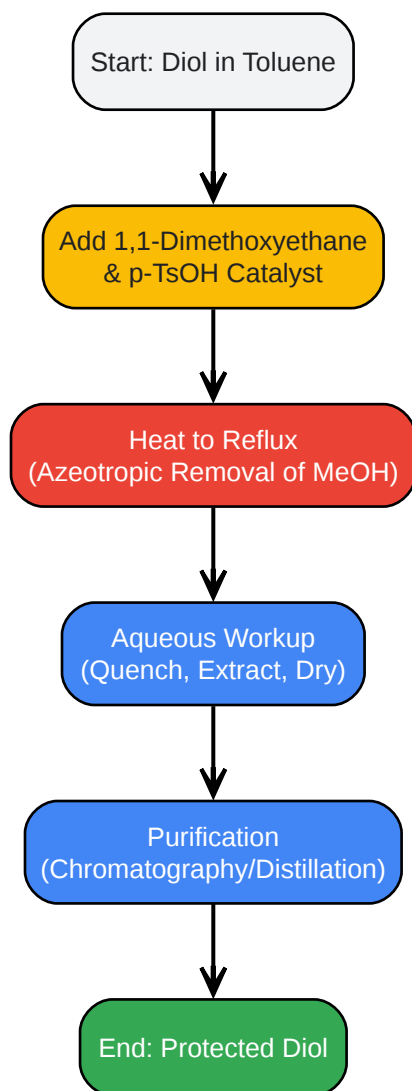 Start: Diol in Toluene
Add 1,1-Dimethoxyethane
& p-TsOH Catalyst
Heat to Reflux
(Azeotropic Removal of MeOH)
Aqueous Workup
(Quench, Extract, Dry)
Purification
(Chromatography/Distillation)
End: Protected Diol